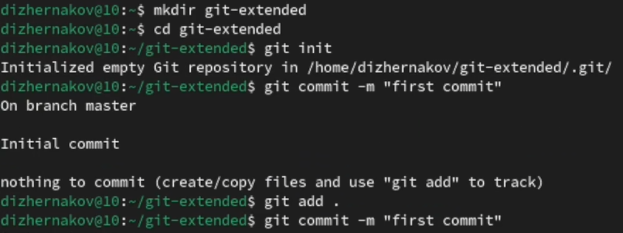 dizhernakov@10:~$ mkdir git-extended
dizhernakov@10:~$ cd git-extended
dizhernakov@10:~/git-extended$ git init
Initialized empty Git repository in /home/dizhernakov/git-extended/.git/
dizhernakov@10:~/git-extended$ git commit -m "first commit"
On branch master
Initial commit
nothing to commit (create/copy files and use "git add" to track)
dizhernakov@10:~/git-extended$ git add .
dizhernakov@10:~/git-extended$ git commit -m "first commit"